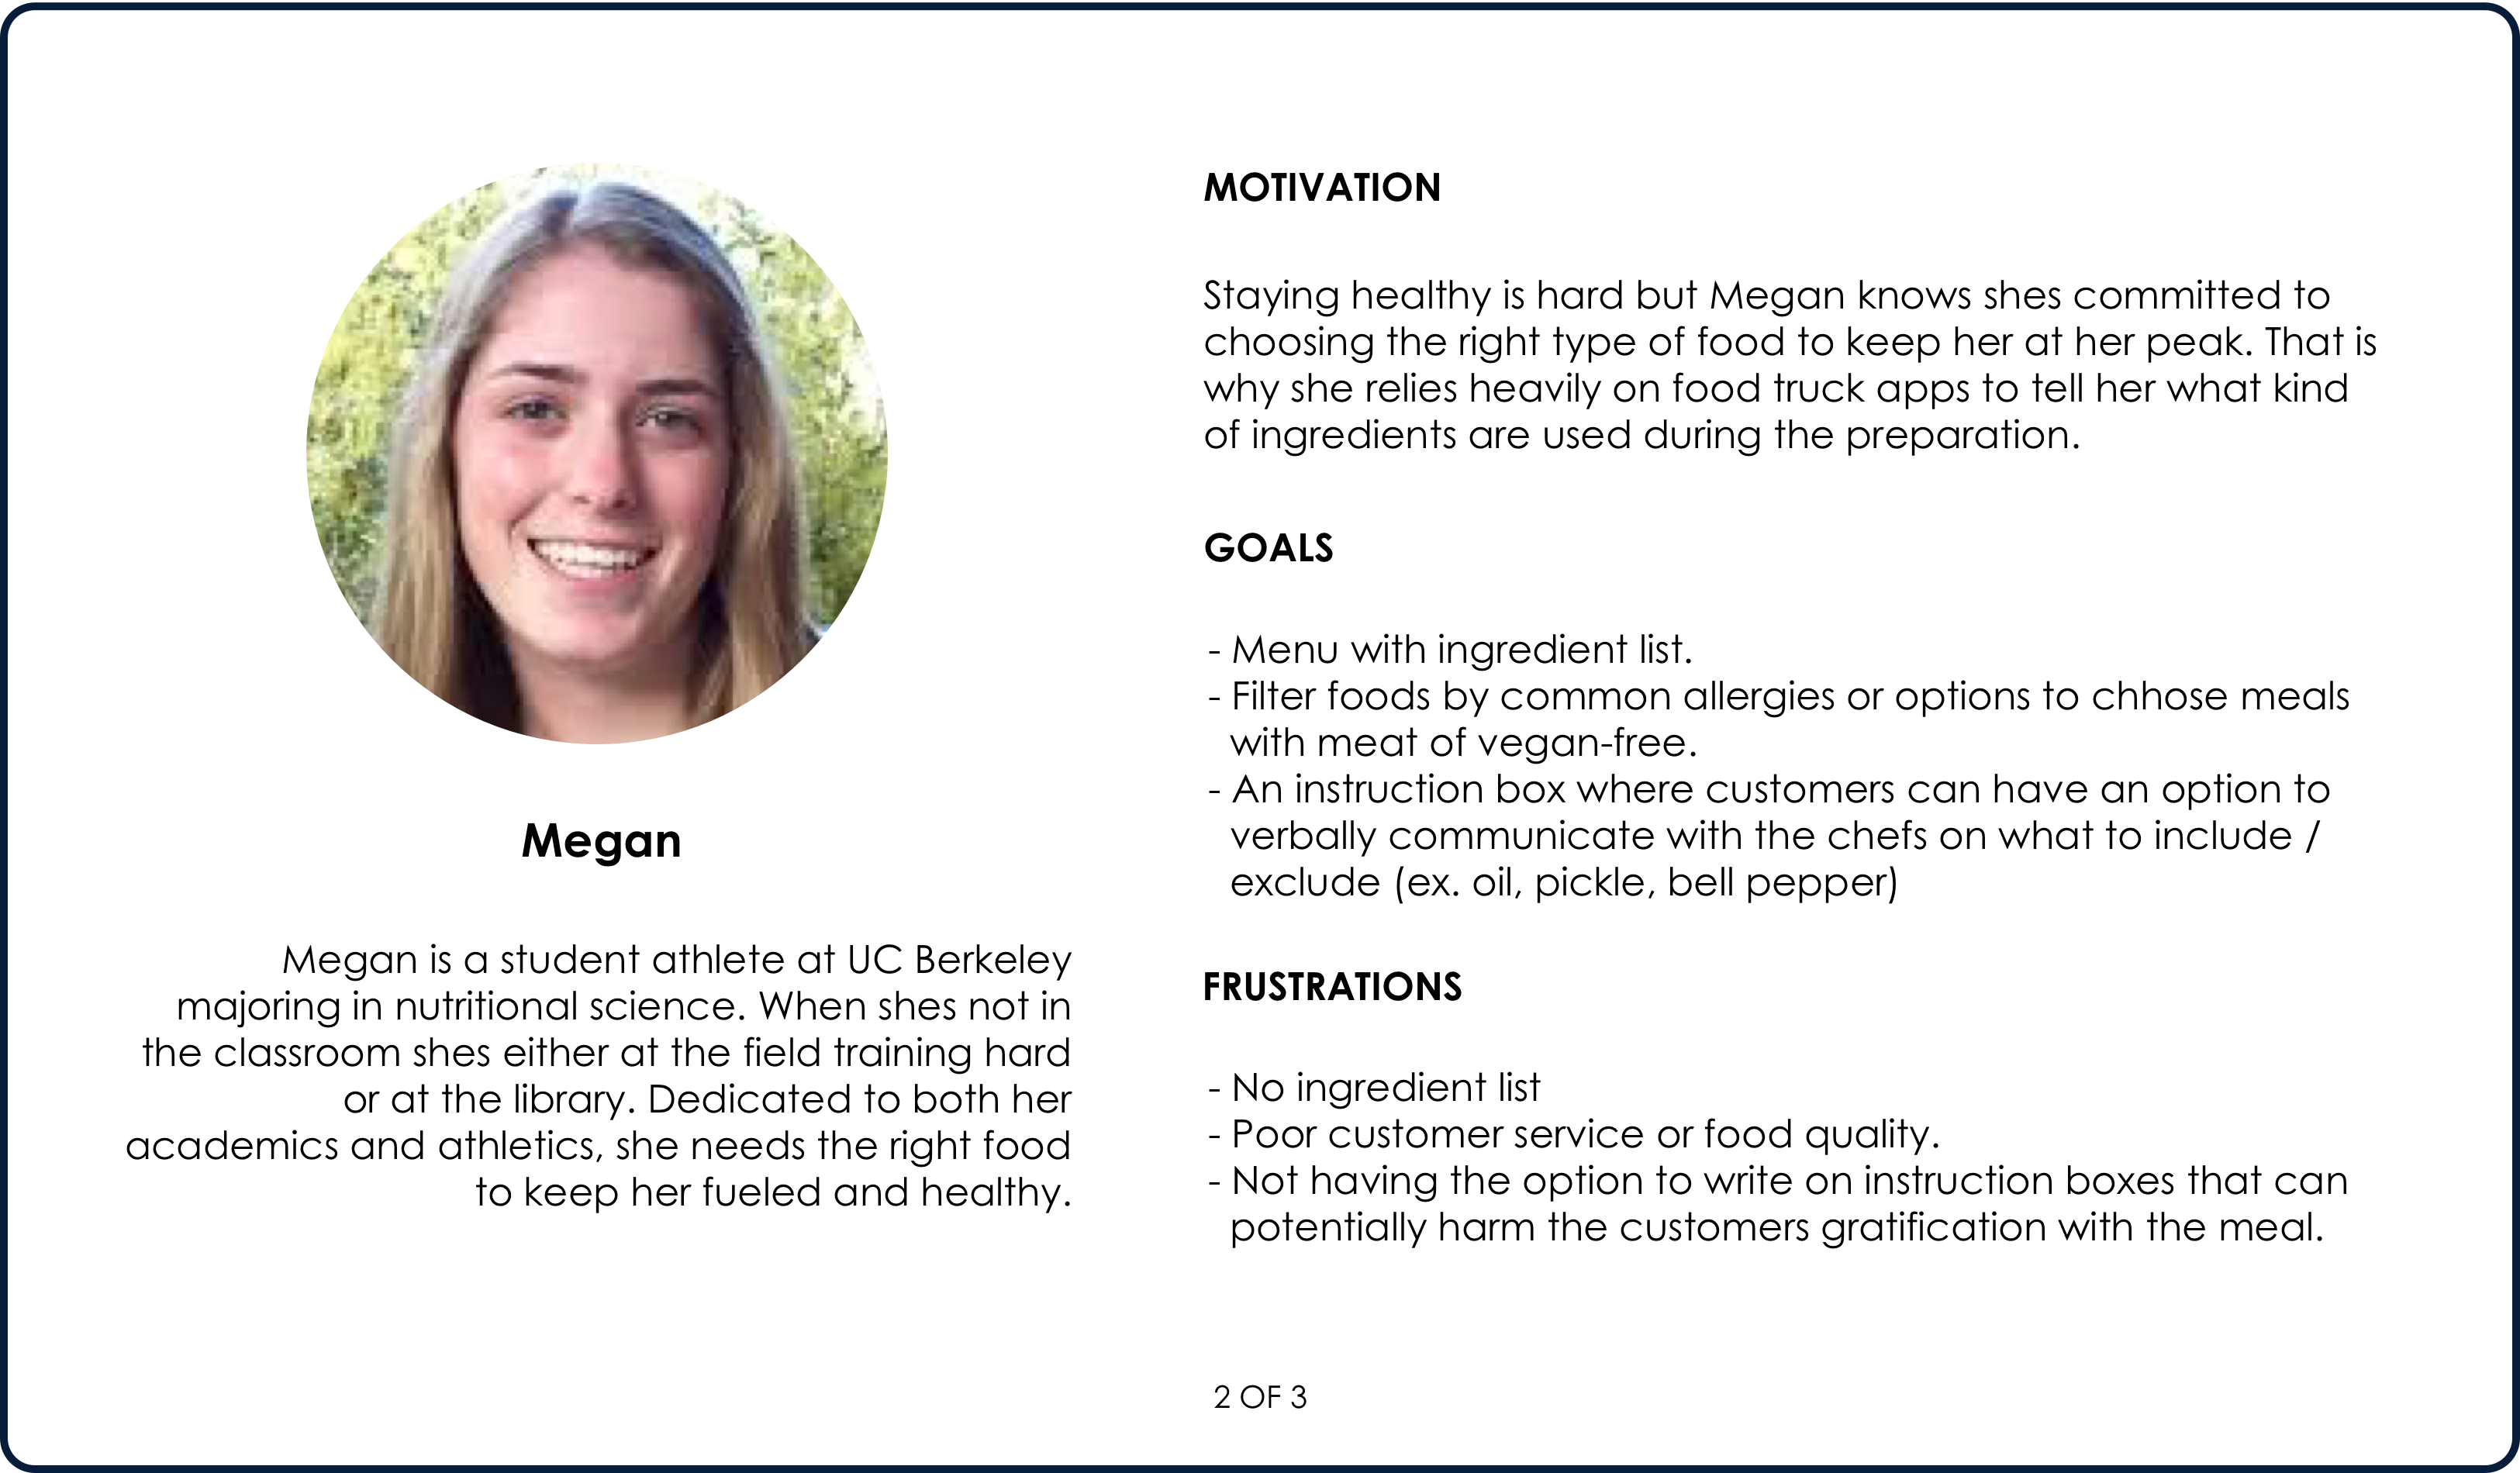 Megan
Megan is a student athlete at UC Berkeley
majoring in nutritional science. When shes not in
the classroom shes either at the field training hard
or at the library. Dedicated to both her
academics and athletics, she needs the right food
to keep her fueled and healthy.
MOTIVATION
Staying healthy is hard but Megan knows shes committed to
choosing the right type of food to keep her at her peak. That is
why she relies heavily on food truck apps to tell her what kind
of ingredients are used during the preparation.
GOALS
- Menu with ingredient list.
- Filter foods by common allergies or options to chhose meals
with meat of vegan-free.
- An instruction box where customers can have an option to
verbally communicate with the chefs on what to include /
exclude (ex. oil, pickle, bell pepper)
FRUSTRATIONS
- No ingredient list
- Poor customer service or food quality.
- Not having the option to write on instruction boxes that can
potentially harm the customers gratification with the meal.
2 OF 3